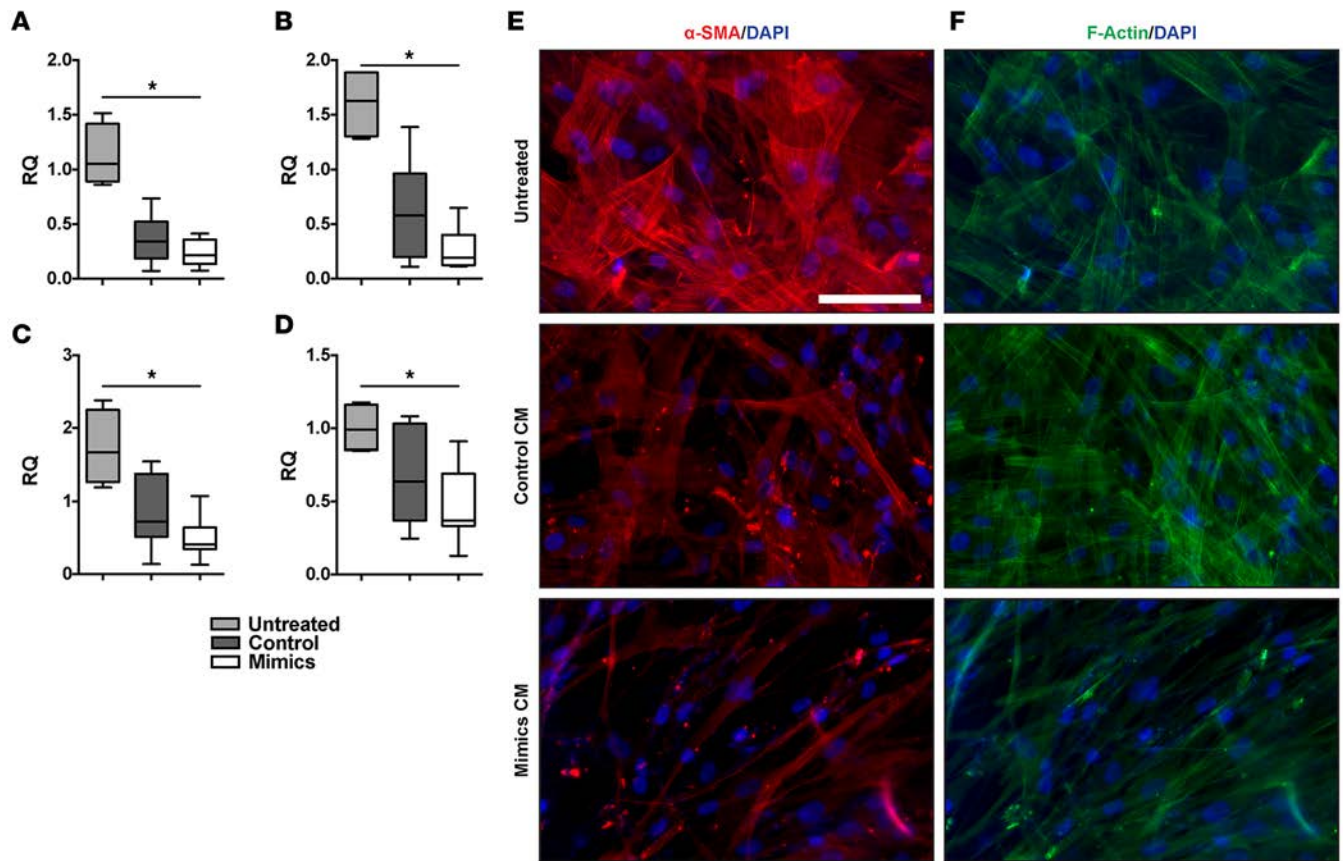 A
B
E
F
α-SMA/DAPI
F-Actin/DAPI
2.0
1.5
1.0
0.5
0.0
RQ
*
2.0
1.5
1.0
0.5
0.0
RQ
*
Untreated
C
D
3
2
1
0
RQ
*
1.5
1.0
0.5
0.0
RQ
*
Control CM
Untreated
Control
Mimics
Mimics CM